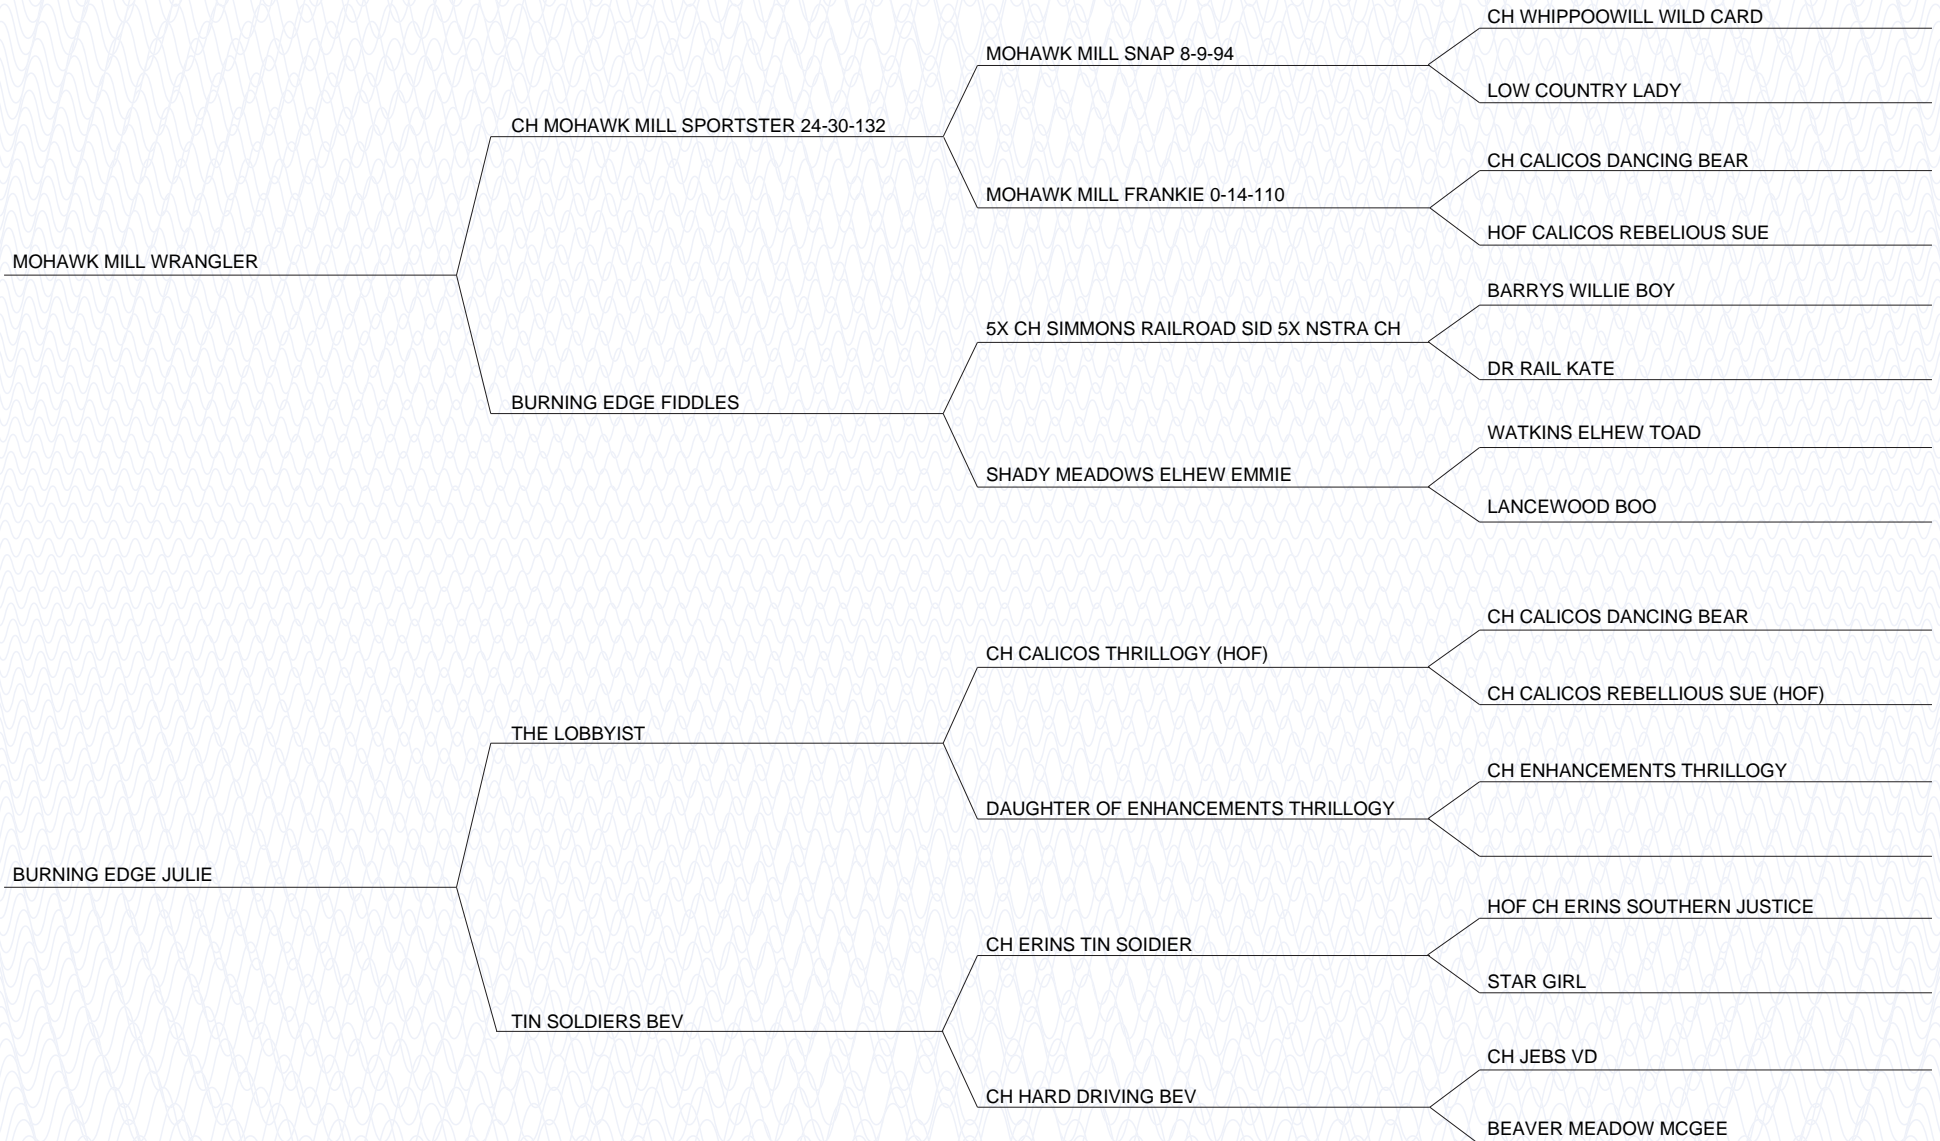 CH WHIPPOOWILL WILD CARD
MOHAWK MILL SNAP 8-9-94
LOW COUNTRY LADY
CH MOHAWK MILL SPORTSTER 24-30-132
CH CALICOS DANCING BEAR
MOHAWK MILL FRANKIE 0-14-110
HOF CALICOS REBELIOUS SUE
MOHAWK MILL WRANGLER
BARRYS WILLIE BOY
5X CH SIMMONS RAILROAD SID 5X NSTRA CH
DR RAIL KATE
BURNING EDGE FIDDLES
WATKINS ELHEW TOAD
SHADY MEADOWS ELHEW EMMIE
LANCEWOOD BOO
CH CALICOS DANCING BEAR
CH CALICOS THRILLOGY (HOF)
CH CALICOS REBELLIOUS SUE (HOF)
THE LOBBYIST
CH ENHANCEMENTS THRILLOGY
DAUGHTER OF ENHANCEMENTS THRILLOGY
BURNING EDGE JULIE
HOF CH ERINS SOUTHERN JUSTICE
CH ERINS TIN SOIDIER
STAR GIRL
TIN SOLDIERS BEV
CH JEBS VD
CH HARD DRIVING BEV
BEAVER MEADOW MCGEE